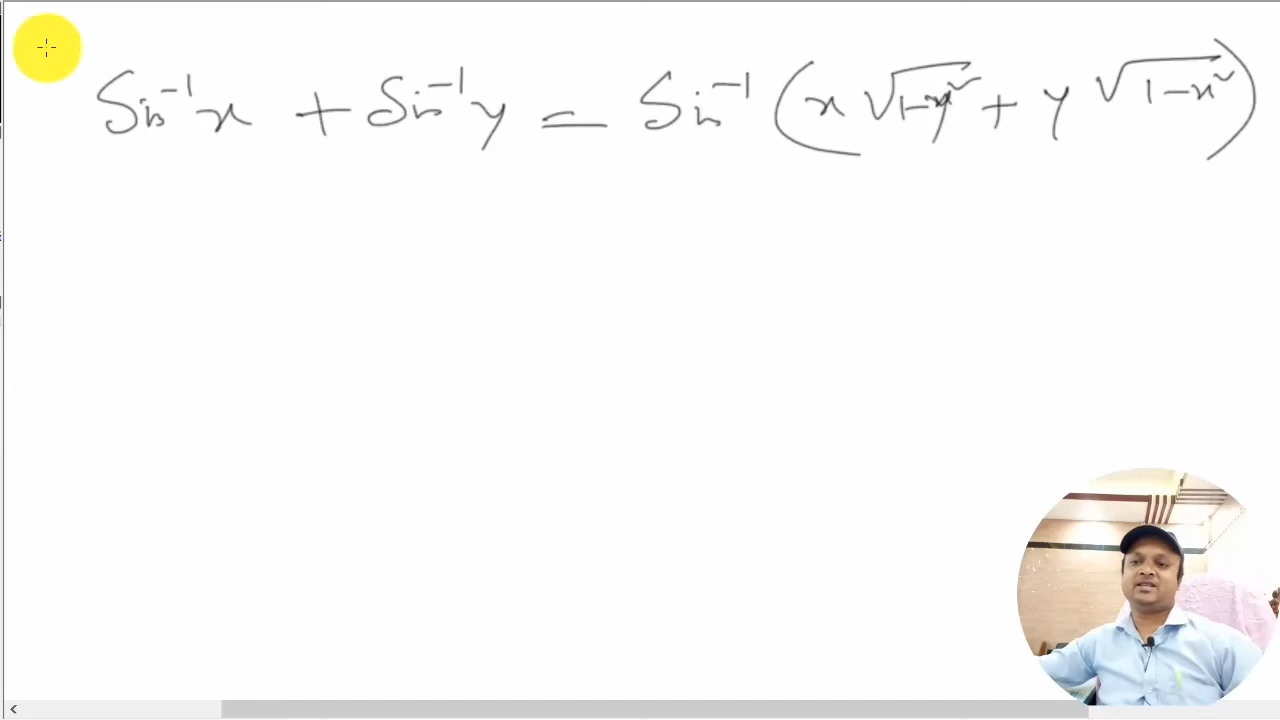 Sin⁻¹x + Sin⁻¹y = Sin⁻¹(x√1-y² + y√1-x²)